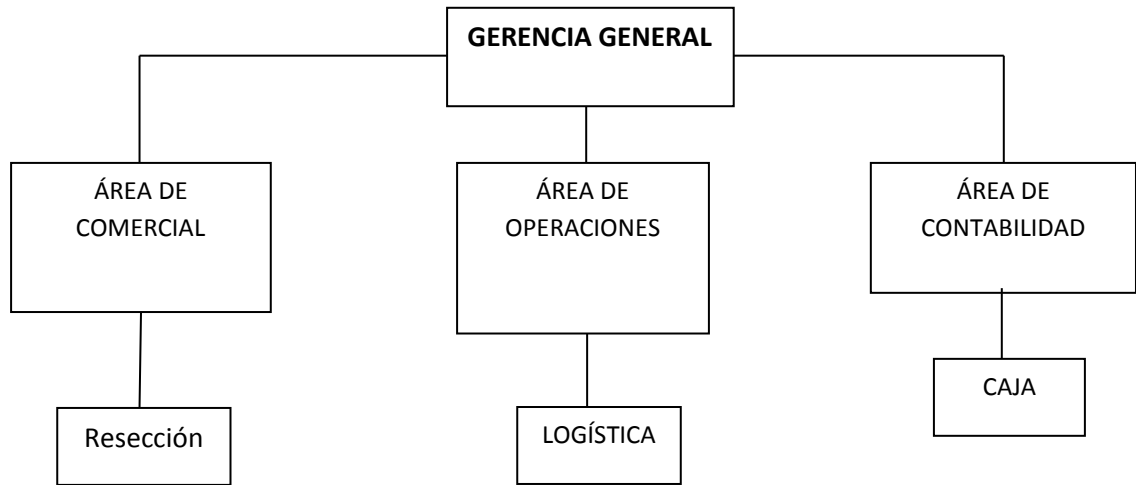 GERENCIA GENERAL
ÁREA DE
COMERCIAL
ÁREA DE
OPERACIONES
ÁREA DE
CONTABILIDAD
Resección
LOGÍSTICA
CAJA